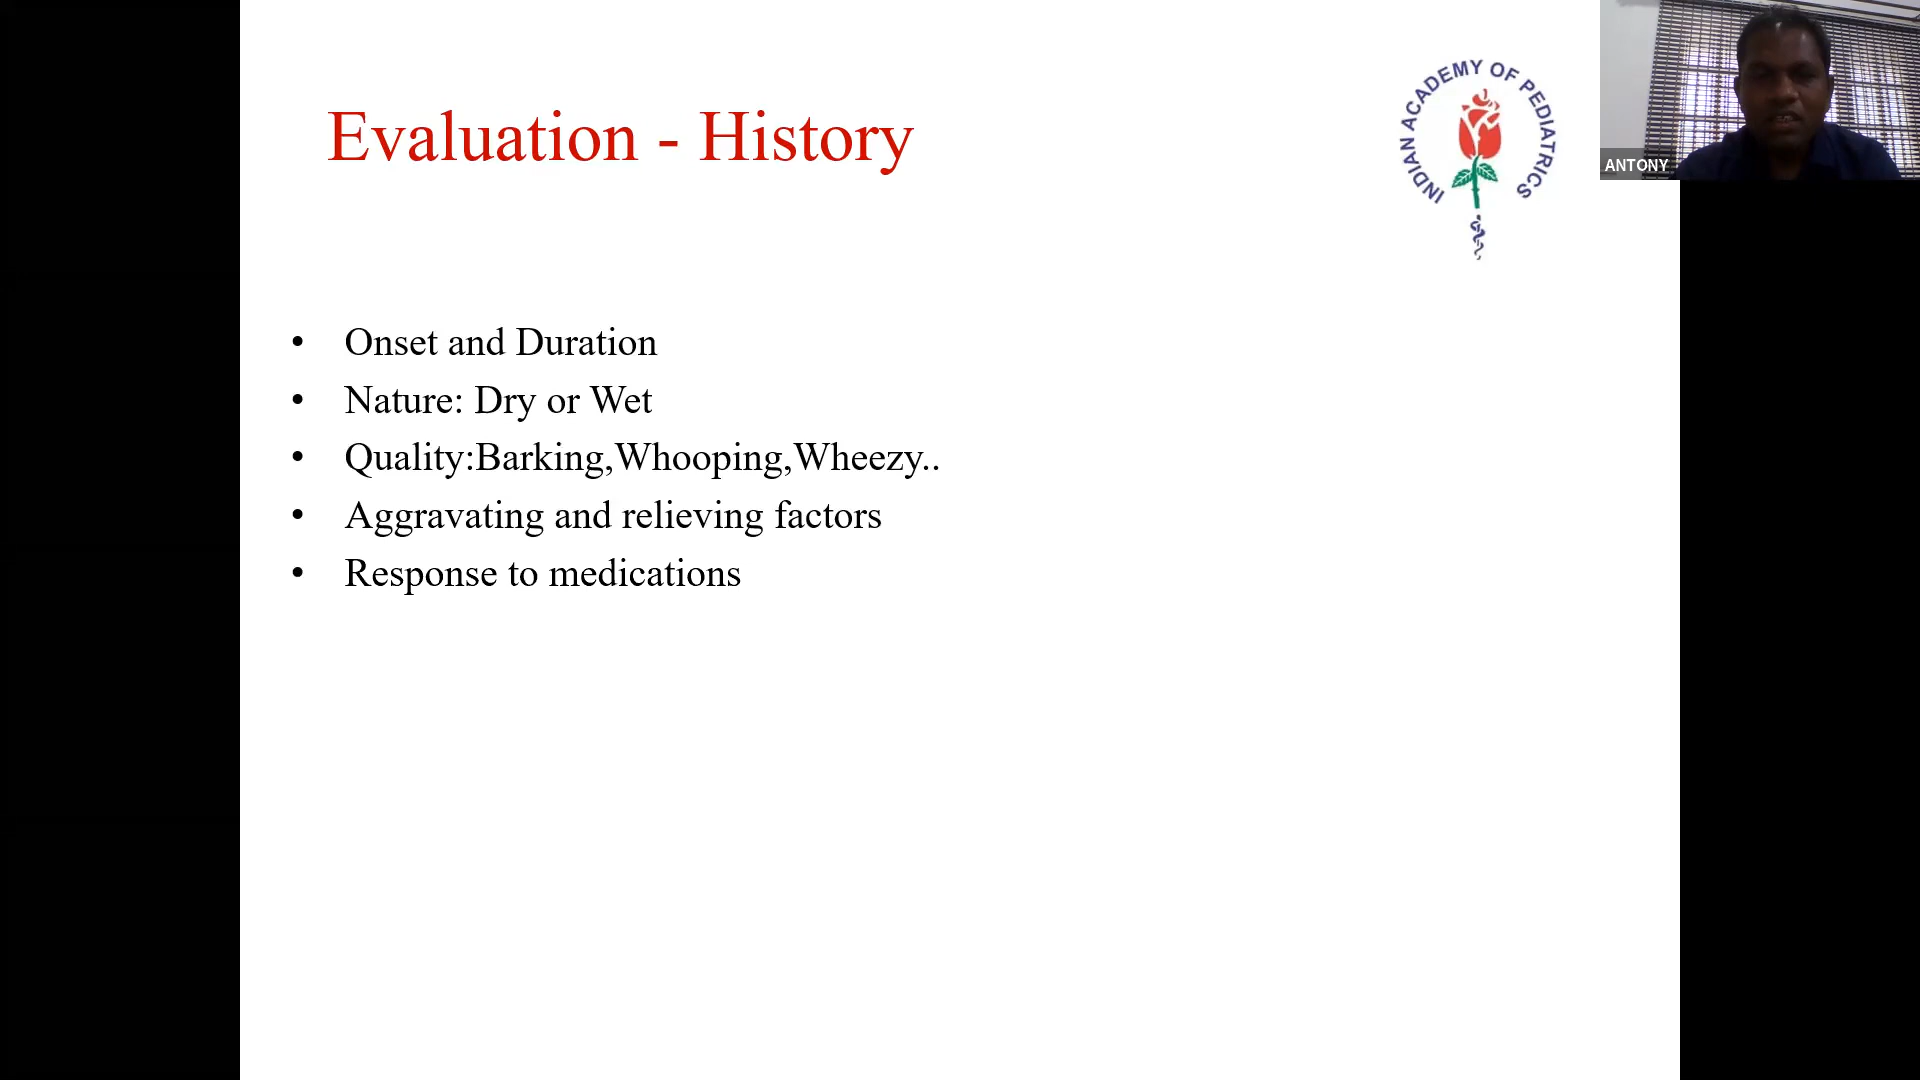 Evaluation - History
INDIAN ACADEMY OF PEDIATRICS
ANTONY
• Onset and Duration
• Nature: Dry or Wet
• Quality:Barking,Whooping,Wheezy..
• Aggravating and relieving factors
• Response to medications